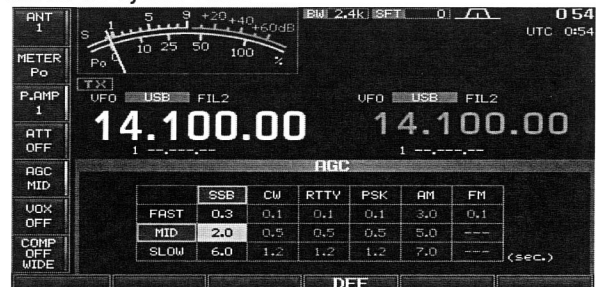 ANT
1
METER
Po
P.AMP
1
ATT
OFF
AGC
MID
VOX
OFF
COMP
OFF
WIDE
S 1 5 9 +20 +40 +60dB
Po 0 10 25 50 100 %
BW 2.4k SFT 0
0 54
UTC 0:54
TX
VFO USB FIL2
14.100.00
1 --.---.--
VFO USB FIL2
14.100.00
1 --.---.--
AGC
SSB CW RTTY PSK AM FM
FAST 0.3 0.1 0.1 0.1 3.0 0.1
MID 2.0 0.5 0.5 0.5 5.0 ---
SLOW 6.0 1.2 1.2 1.2 7.0 ---
(sec.)